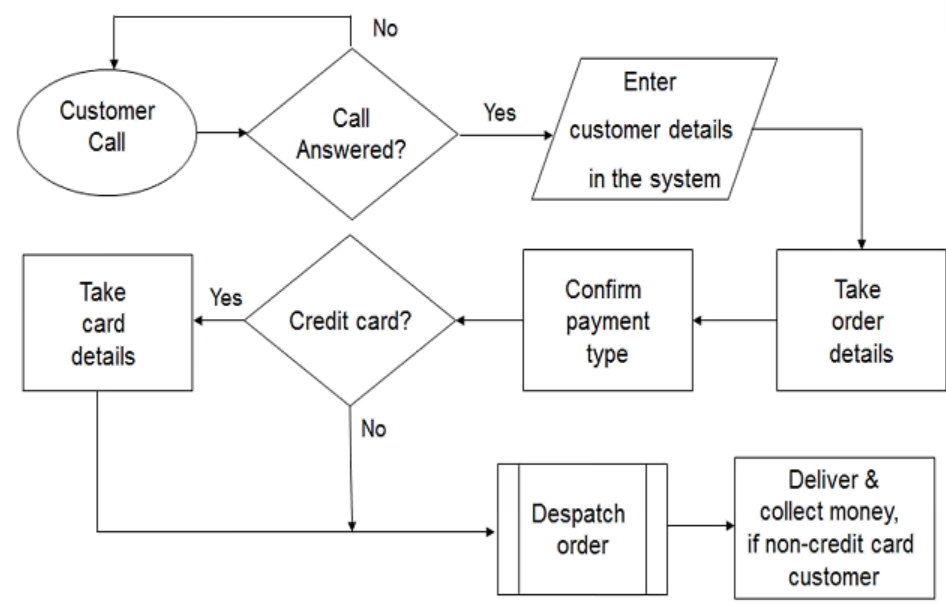 No
Customer
Call
Call
Answered?
Yes
Enter
customer details
in the system
Take
order
details
Confirm
payment
type
Credit card?
Yes
Take
card
details
No
Despatch
order
Deliver &
collect money,
if non-credit card
customer